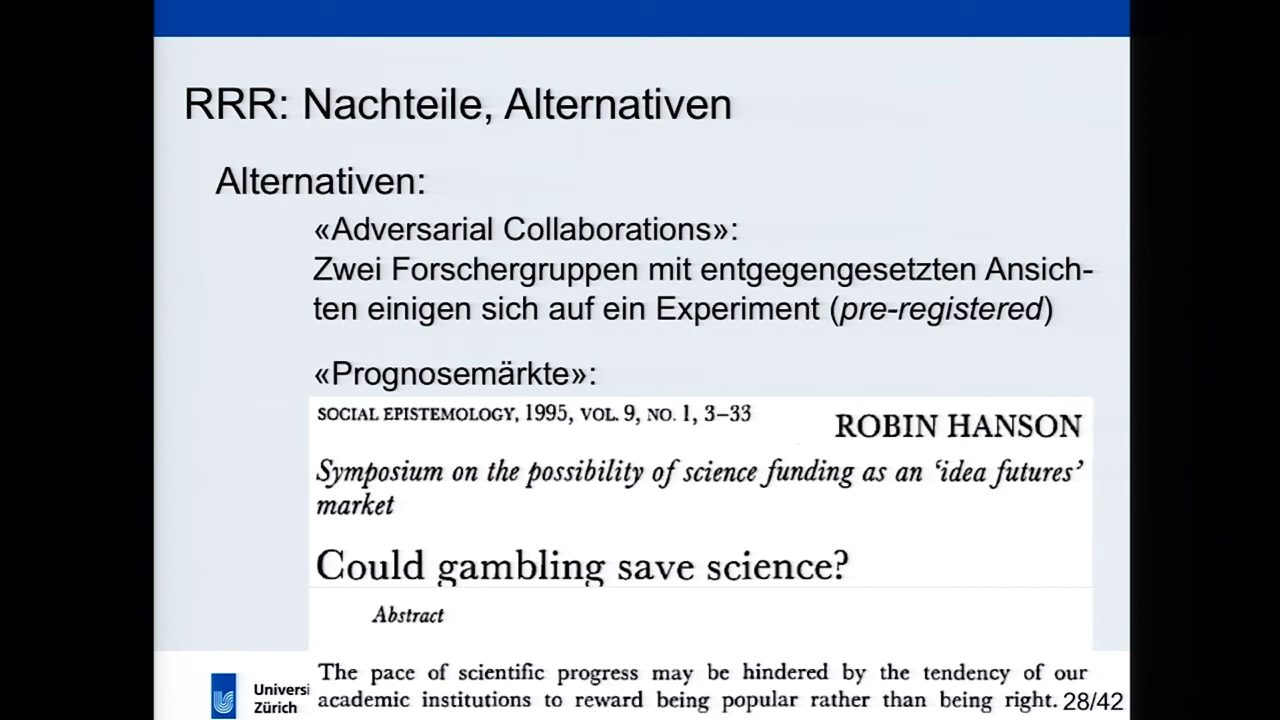 RRR: Nachteile, Alternativen
Alternativen:
«Adversarial Collaborations»:
Zwei Forschergruppen mit entgegengesetzten Ansich-
ten einigen sich auf ein Experiment (pre-registered)
«Prognosemärkte»:
SOCIAL EPISTEMOLOGY, 1995, VOL. 9, NO. 1, 3–33
ROBIN HANSON
Symposium on the possibility of science funding as an ‘idea futures’
market
Could gambling save science?
Abstract
The pace of scientific progress may be hindered by the tendency of our
academic institutions to reward being popular rather than being right.
Universi
Zürich
28/42